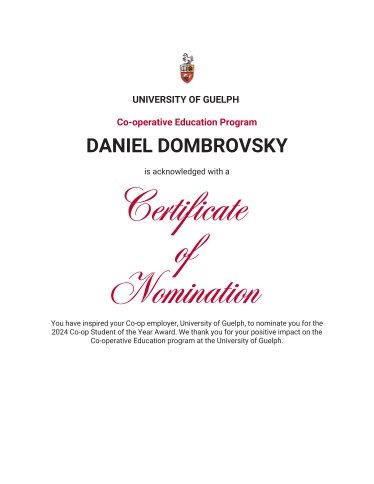 UNIVERSITY OF GUELPH
Co-operative Education Program
DANIEL DOMBROVSKY
is acknowledged with a
Certificate
of
Nomination
You have inspired your Co-op employer, University of Guelph, to nominate you for the
2024 Co-op Student of the Year Award. We thank you for your positive impact on the
Co-operative Education program at the University of Guelph.